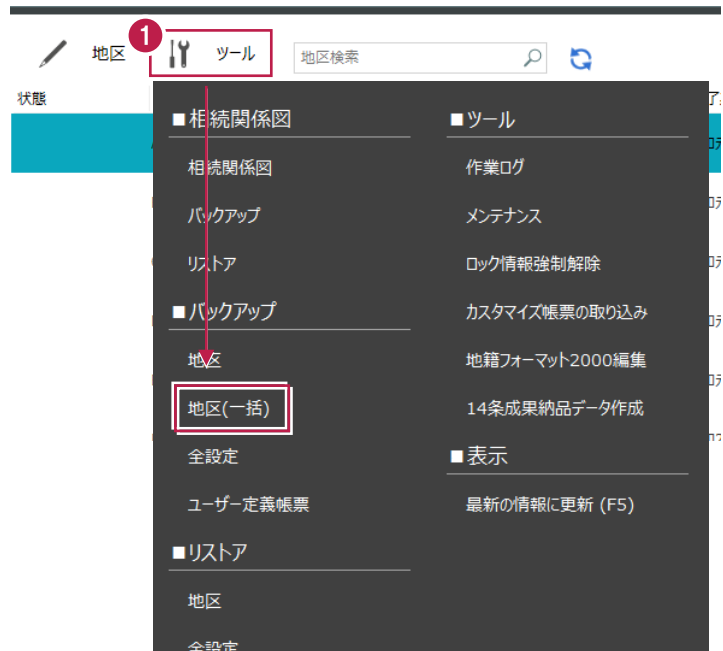 1
地区
ツール
地区検索
状態
■相続関係図
相続関係図
バックアップ
リストア
■バックアップ
地区
地区(一括)
全設定
ユーザー定義帳票
■リストア
地区
全設定
■ツール
作業ログ
メンテナンス
ロック情報強制解除
カスタマイズ帳票の取り込み
地籍フォーマット2000編集
14条成果納品データ作成
■表示
最新の情報に更新 (F5)